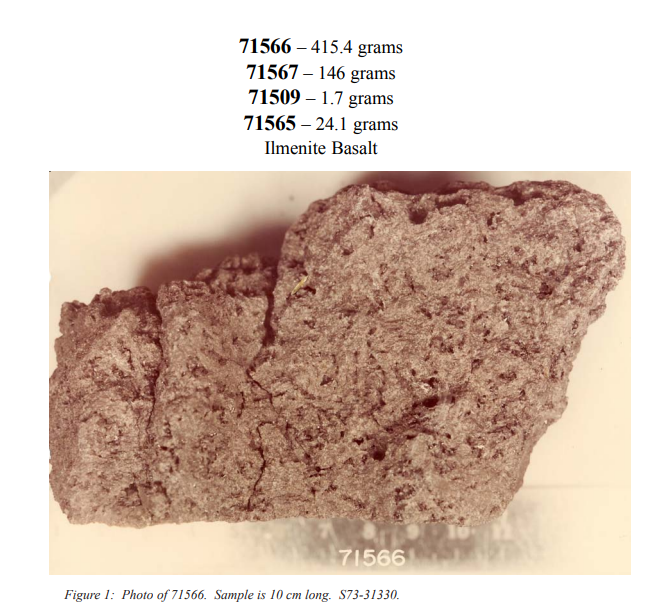 71566 – 415.4 grams
71567 – 146 grams
71509 – 1.7 grams
71565 – 24.1 grams
Ilmenite Basalt
71566
Figure 1: Photo of 71566. Sample is 10 cm long. S73-31330.